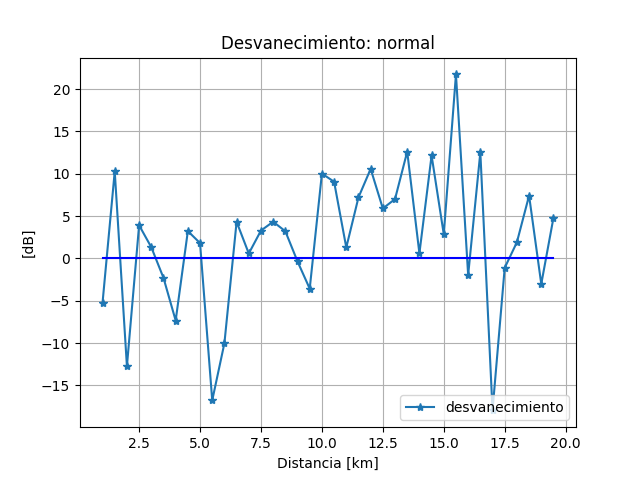 Desvanecimiento: normal
[dB]
20
15
10
5
0
−5
−10
−15
desvanecimiento
2.5 5.0 7.5 10.0 12.5 15.0 17.5 20.0
Distancia [km]